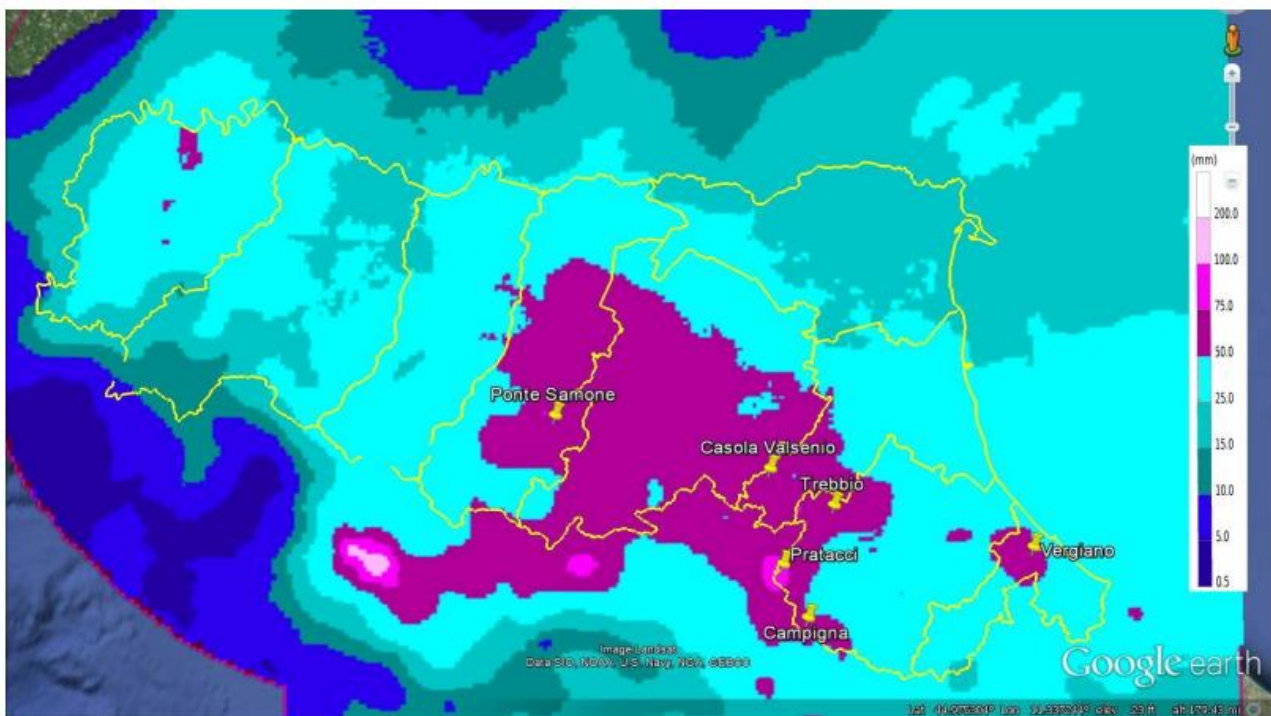 (mm)
200.0
100.0
75.0
50.0
25.0
15.0
10.0
5.0
0.5
Ponte Samone
Casola Valsenio
Trebbio
Pratacci
Vergiano
Campigna
Image Landsat
Data SIO, NOAA, U.S. Navy, NGA, GEBCO
Google earth